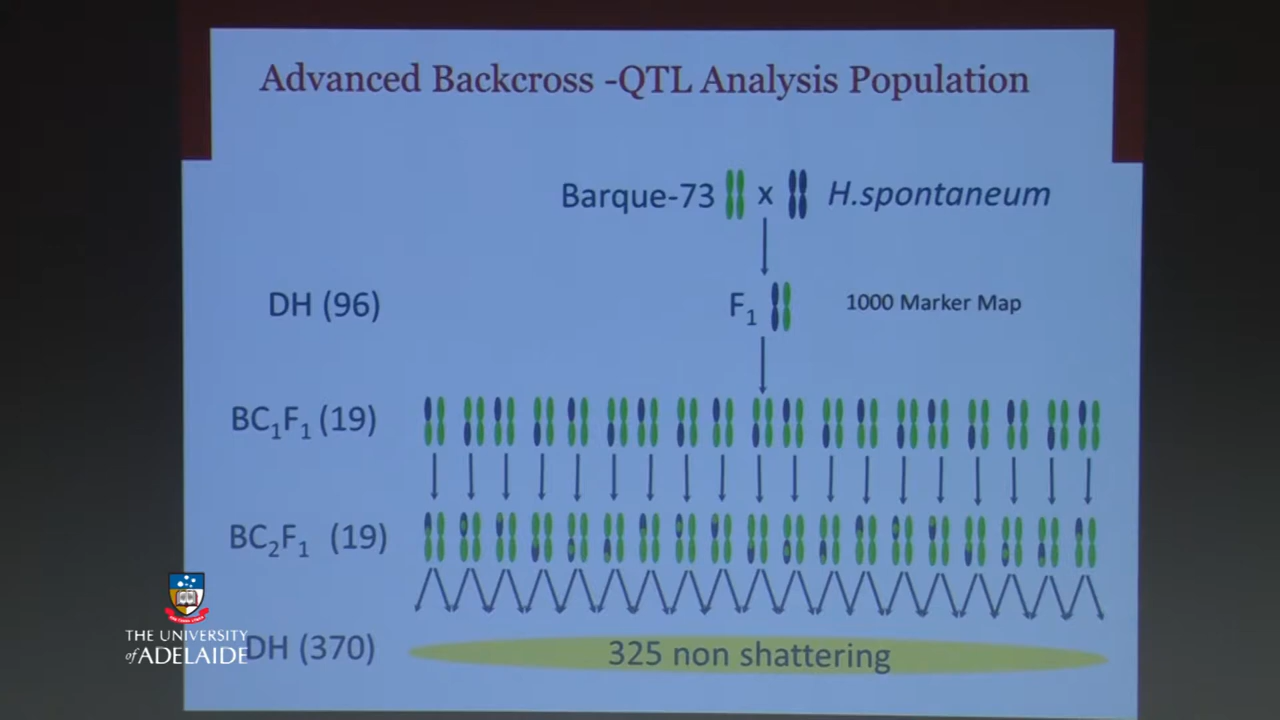 Advanced Backcross -QTL Analysis Population
Barque-73 x H.spontaneum
DH (96) F₁ 1000 Marker Map
BC₁F₁ (19)
BC₂F₁ (19)
DH (370) 325 non shattering
THE UNIVERSITY
of ADELAIDE